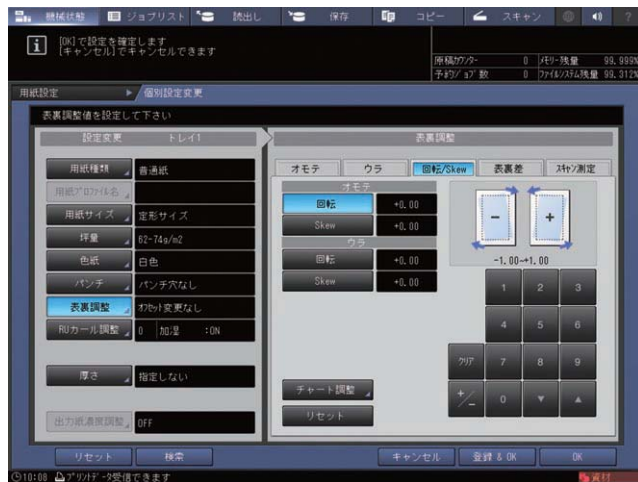 機械状態 ジョブリスト 読出し 保存 コピー スキャン
[OK]で設定を確定します
[キャンセル]でキャンセルできます
原稿カウンター 0 メモリー残量 99.999%
予約ジョブ数 0 ファイルシステム残量 99.312%
用紙設定 個別設定変更
表裏調整値を設定して下さい
設定変更 トレイ1 表裏調整
用紙種類 普通紙
用紙プロファイル名
用紙サイズ 定形サイズ
坪量 62-74g/m2
色紙 白色
パンチ パンチ穴なし
表裏調整 オフセット変更なし
RUカール調整 0 加湿 :ON
厚さ 指定しない
出力紙濃度調整 OFF
オモテ ウラ 回転/Skew 表裏差 スキャン測定
オモテ
回転 +0.00
Skew +0.00
ウラ
回転 +0.00
Skew +0.00
- +
-1.00~+1.00
1 2 3
4 5 6
クリア 7 8 9
+/- 0 ▼ ▲
チャート調整
リセット
リセット 検索 キャンセル 登録 & OK OK
10:08 プリントデータ受信できます 資材